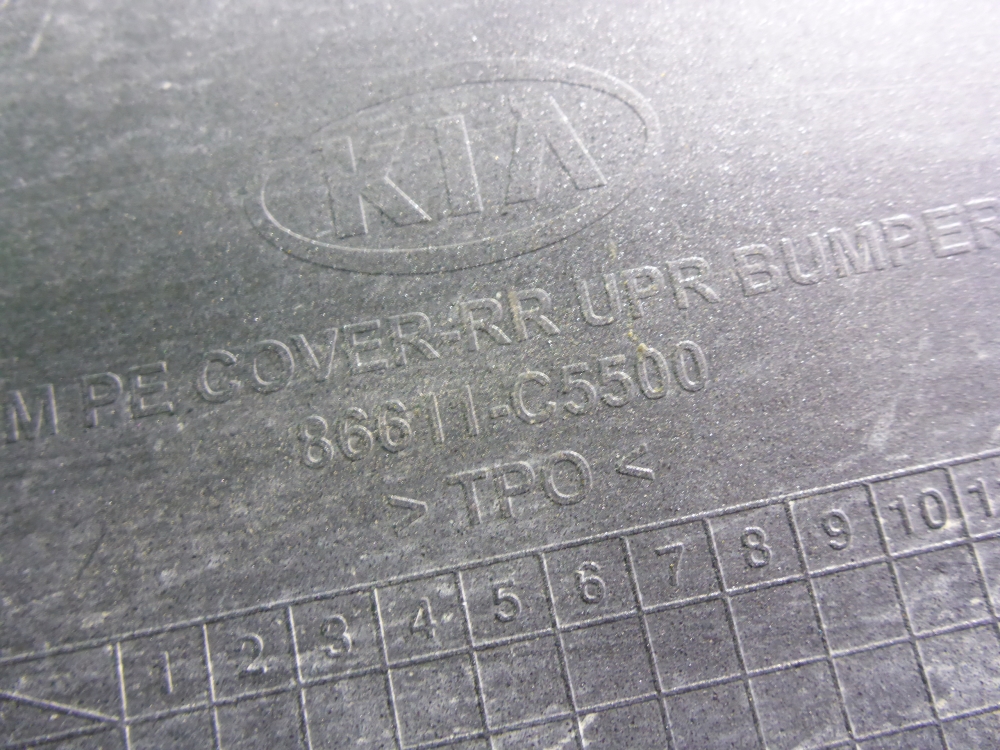 KIA
M PE COVER-RR UPR BUMPER
86611-C5500
> TPO <
1 2 3 4 5 6 7 8 9 10 1